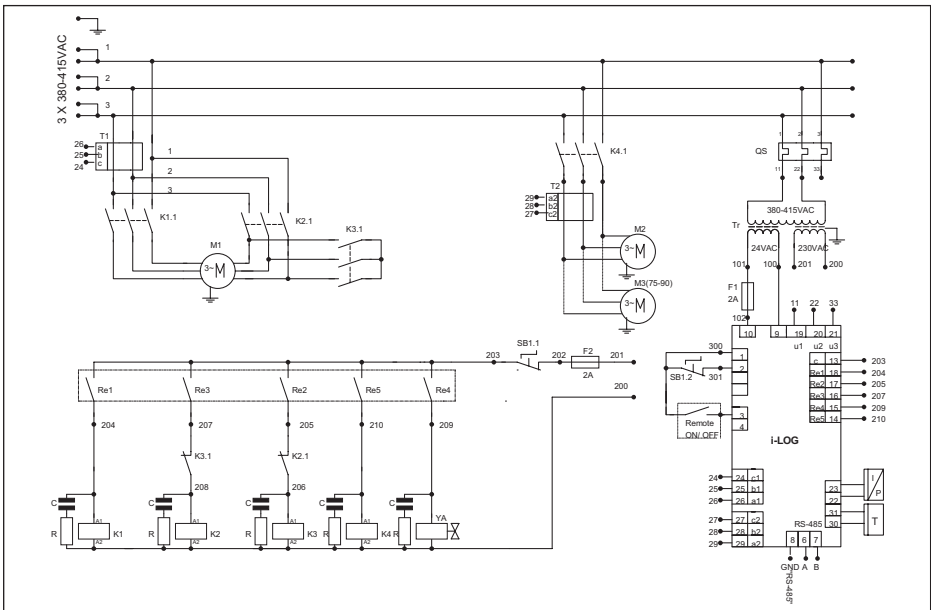 3 X 380-415VAC
1
2
3
T1
26 a
25 b
24 c
1
2
3
K1.1
K2.1
K3.1
M1
3~ M
K4.1
T2
29 a2
28 b2
27 c2
M2
3~ M
M3(75-90)
3~ M
1 2 3
QS
11 22 33
380-415VAC
Tr
24VAC 230VAC
101 100 201 200
F1
2A
102
11 22 33
10 9 19 20 21
u1 u2 u3
300
1
2
SB1.2 301
3
4
Remote
ON/ OFF
c 13 203
Re1 18 204
Re2 17 205
Re3 16 207
Re4 15 209
Re5 14 210
i-LOG
24 24 c1
25 25 b1
26 26 a1
27 27 c2
28 28 b2
29 29 a2
23
22
I/P
31
30
T
RS-485
8 6 7
GND A B
"RS-485"
SB1.1
203 202 F2 201
2A
200
Re1 Re3 Re2 Re5 Re4
204 207 205 210 209
K3.1 K2.1
208 206
C C C C C YA
R A1 A2 K1
R A1 A2 K2
R A1 A2 K3
R A1 A2 K4
R